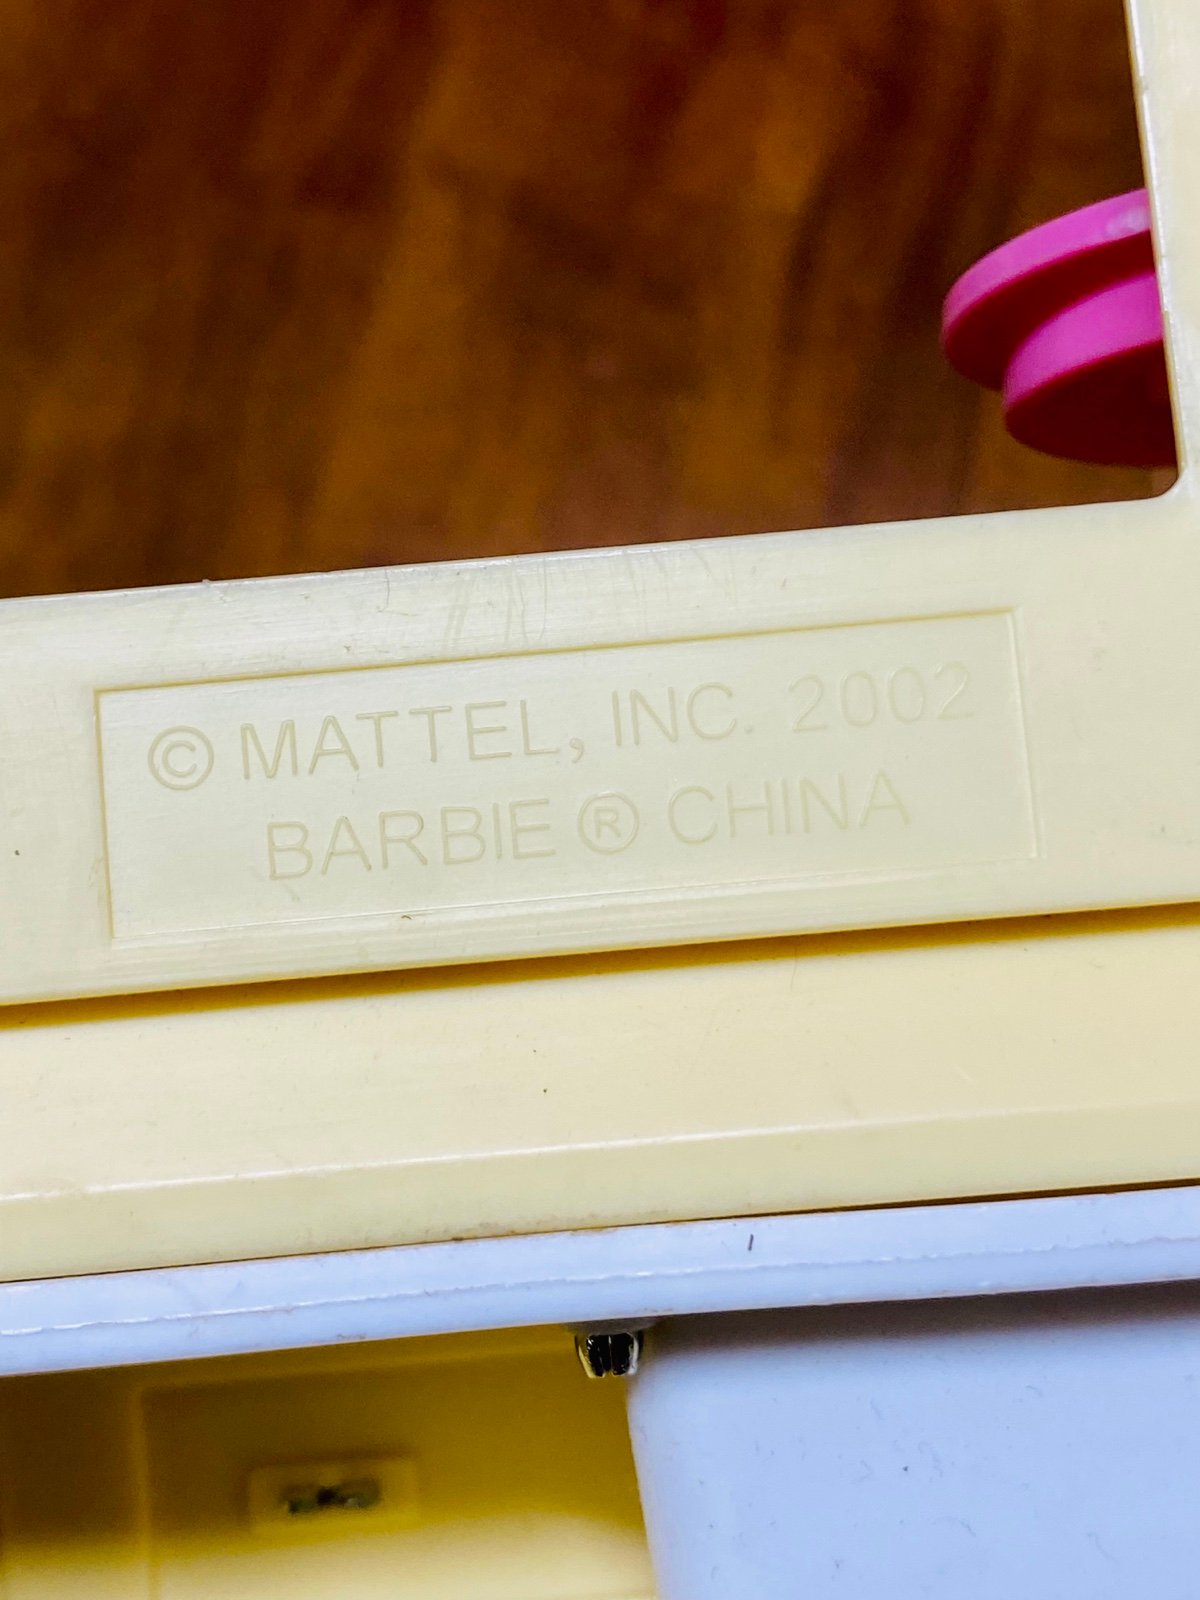 © MATTEL, INC. 2002
BARBIE ® CHINA